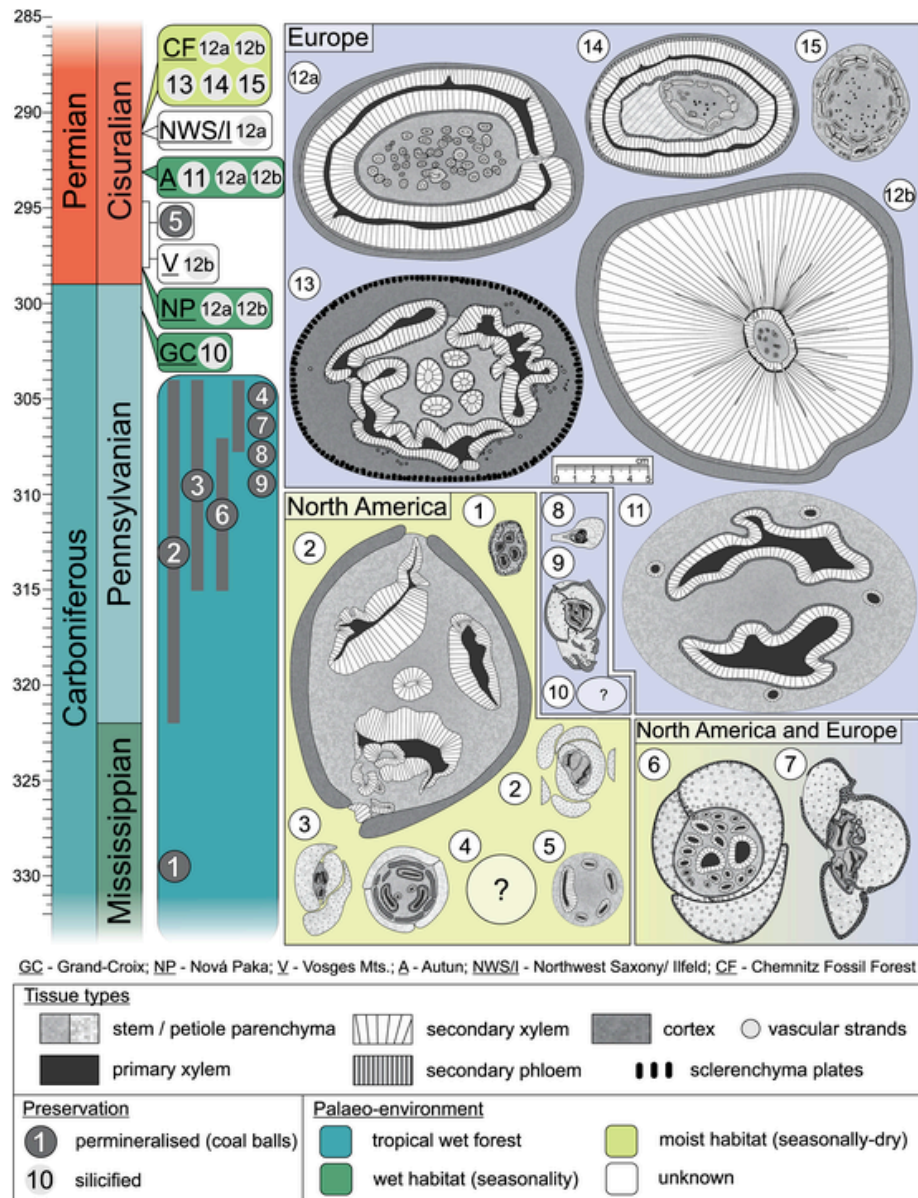 285
290
295
300
305
310
315
320
325
330
Permian
Carboniferous
Cisuralian
Pennsylvanian
Mississippian
CF 12a 12b
13 14 15
NWS/I 12a
A 11 12a 12b
5
V 12b
NP 12a 12b
GC 10
4
7
8
9
3
6
2
1
Europe
12a
14
15
12b
13
cm
0 1 2 3 4 5
11
North America
1
2
8
9
10
?
2
3
4
?
5
North America and Europe
6
7
GC - Grand-Croix; NP - Nová Paka; V - Vosges Mts.; A - Autun; NWS/I - Northwest Saxony/ Ilfeld; CF - Chemnitz Fossil Forest
Tissue types
stem / petiole parenchyma secondary xylem cortex vascular strands
primary xylem secondary phloem sclerenchyma plates
Preservation
1 permineralised (coal balls)
10 silicified
Palaeo-environment
tropical wet forest moist habitat (seasonally-dry)
wet habitat (seasonality) unknown